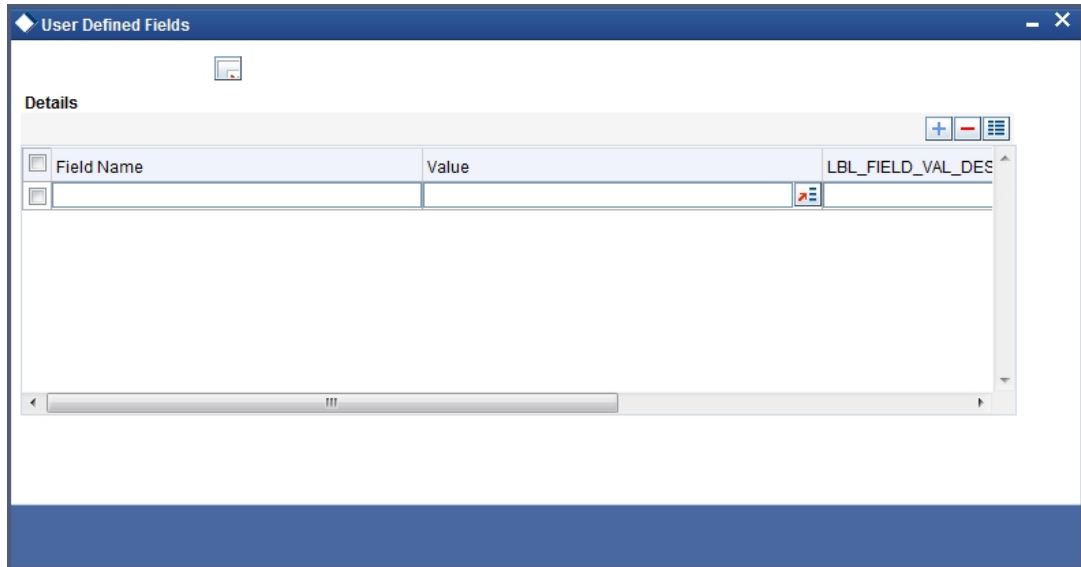 User Defined Fields
Details
Field Name Value LBL_FIELD_VAL_DES